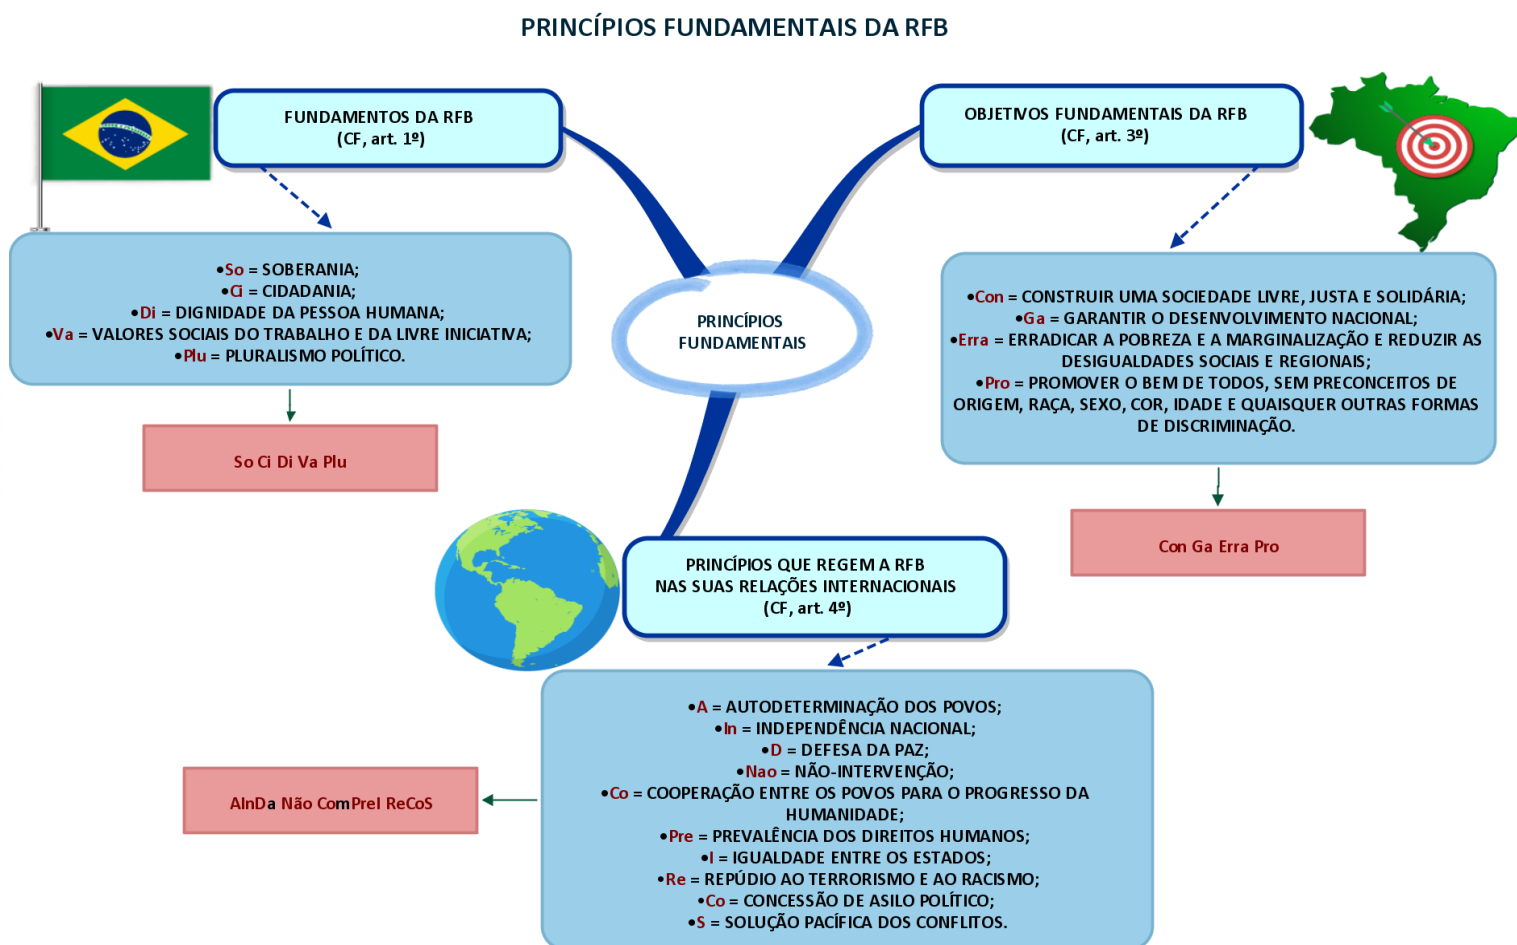 PRINCÍPIOS FUNDAMENTAIS DA RFB
FUNDAMENTOS DA RFB
(CF, art. 1º)
•So = SOBERANIA;
•Ci = CIDADANIA;
•Di = DIGNIDADE DA PESSOA HUMANA;
•Va = VALORES SOCIAIS DO TRABALHO E DA LIVRE INICIATIVA;
•Plu = PLURALISMO POLÍTICO.
So Ci Di Va Plu
OBJETIVOS FUNDAMENTAIS DA RFB
(CF, art. 3º)
•Con = CONSTRUIR UMA SOCIEDADE LIVRE, JUSTA E SOLIDÁRIA;
•Ga = GARANTIR O DESENVOLVIMENTO NACIONAL;
•Erra = ERRADICAR A POBREZA E A MARGINALIZAÇÃO E REDUZIR AS
DESIGUALDADES SOCIAIS E REGIONAIS;
•Pro = PROMOVER O BEM DE TODOS, SEM PRECONCEITOS DE
ORIGEM, RAÇA, SEXO, COR, IDADE E QUAISQUER OUTRAS FORMAS
DE DISCRIMINAÇÃO.
Con Ga Erra Pro
PRINCÍPIOS
FUNDAMENTAIS
PRINCÍPIOS QUE REGEM A RFB
NAS SUAS RELAÇÕES INTERNACIONAIS
(CF, art. 4º)
•A = AUTODETERMINAÇÃO DOS POVOS;
•In = INDEPENDÊNCIA NACIONAL;
•D = DEFESA DA PAZ;
•Nao = NÃO-INTERVENÇÃO;
•Co = COOPERAÇÃO ENTRE OS POVOS PARA O PROGRESSO DA
HUMANIDADE;
•Pre = PREVALÊNCIA DOS DIREITOS HUMANOS;
•I = IGUALDADE ENTRE OS ESTADOS;
•Re = REPÚDIO AO TERRORISMO E AO RACISMO;
•Co = CONCESSÃO DE ASILO POLÍTICO;
•S = SOLUÇÃO PACÍFICA DOS CONFLITOS.
AInDa Não ComPreI ReCoS